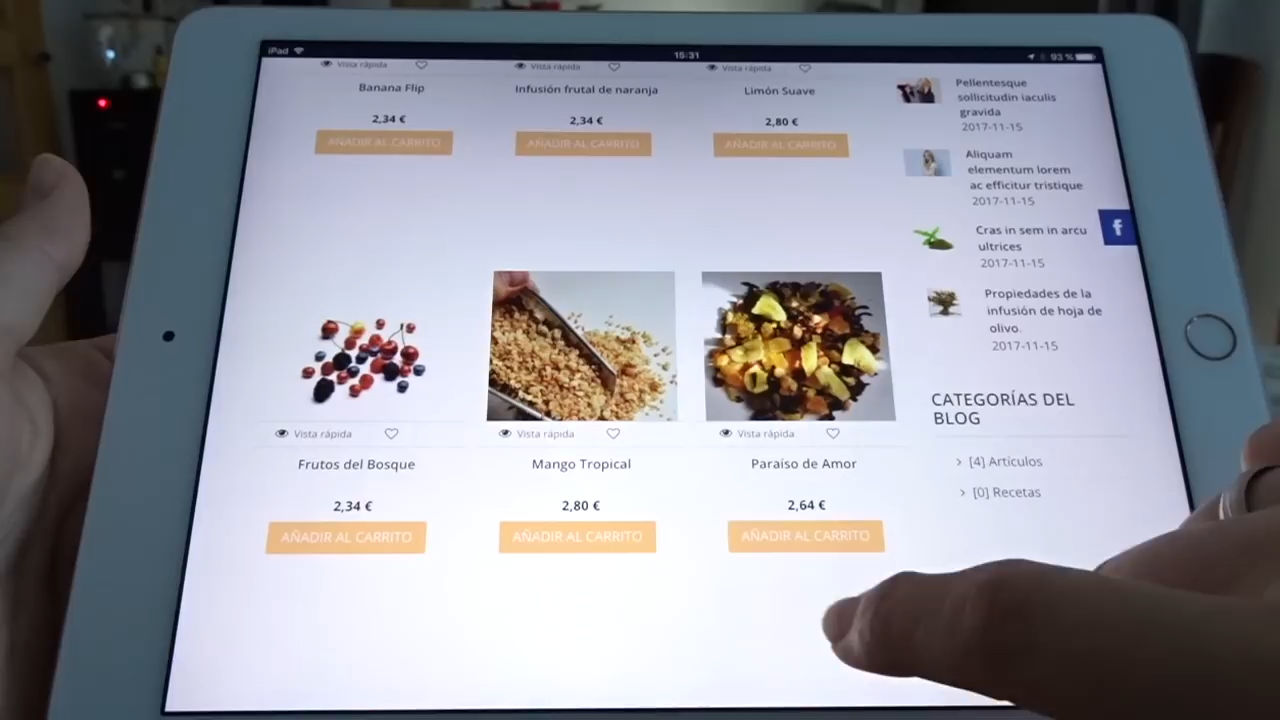 iPad
15:31
93 %
Vista rápida
Vista rápida
Vista rápida
Banana Flip
Infusión frutal de naranja
Limón Suave
2,34 €
2,34 €
2,80 €
AÑADIR AL CARRITO
AÑADIR AL CARRITO
AÑADIR AL CARRITO
Vista rápida
Vista rápida
Vista rápida
Frutos del Bosque
Mango Tropical
Paraíso de Amor
2,34 €
2,80 €
2,64 €
AÑADIR AL CARRITO
AÑADIR AL CARRITO
AÑADIR AL CARRITO
Pellentesque
sollicitudin iaculis
gravida
2017-11-15
Aliquam
elementum lorem
ac efficitur tristique
2017-11-15
Cras in sem in arcu
ultrices
2017-11-15
Propiedades de la
infusión de hoja de
olivo.
2017-11-15
f
CATEGORÍAS DEL
BLOG
> [4] Artículos
> [0] Recetas